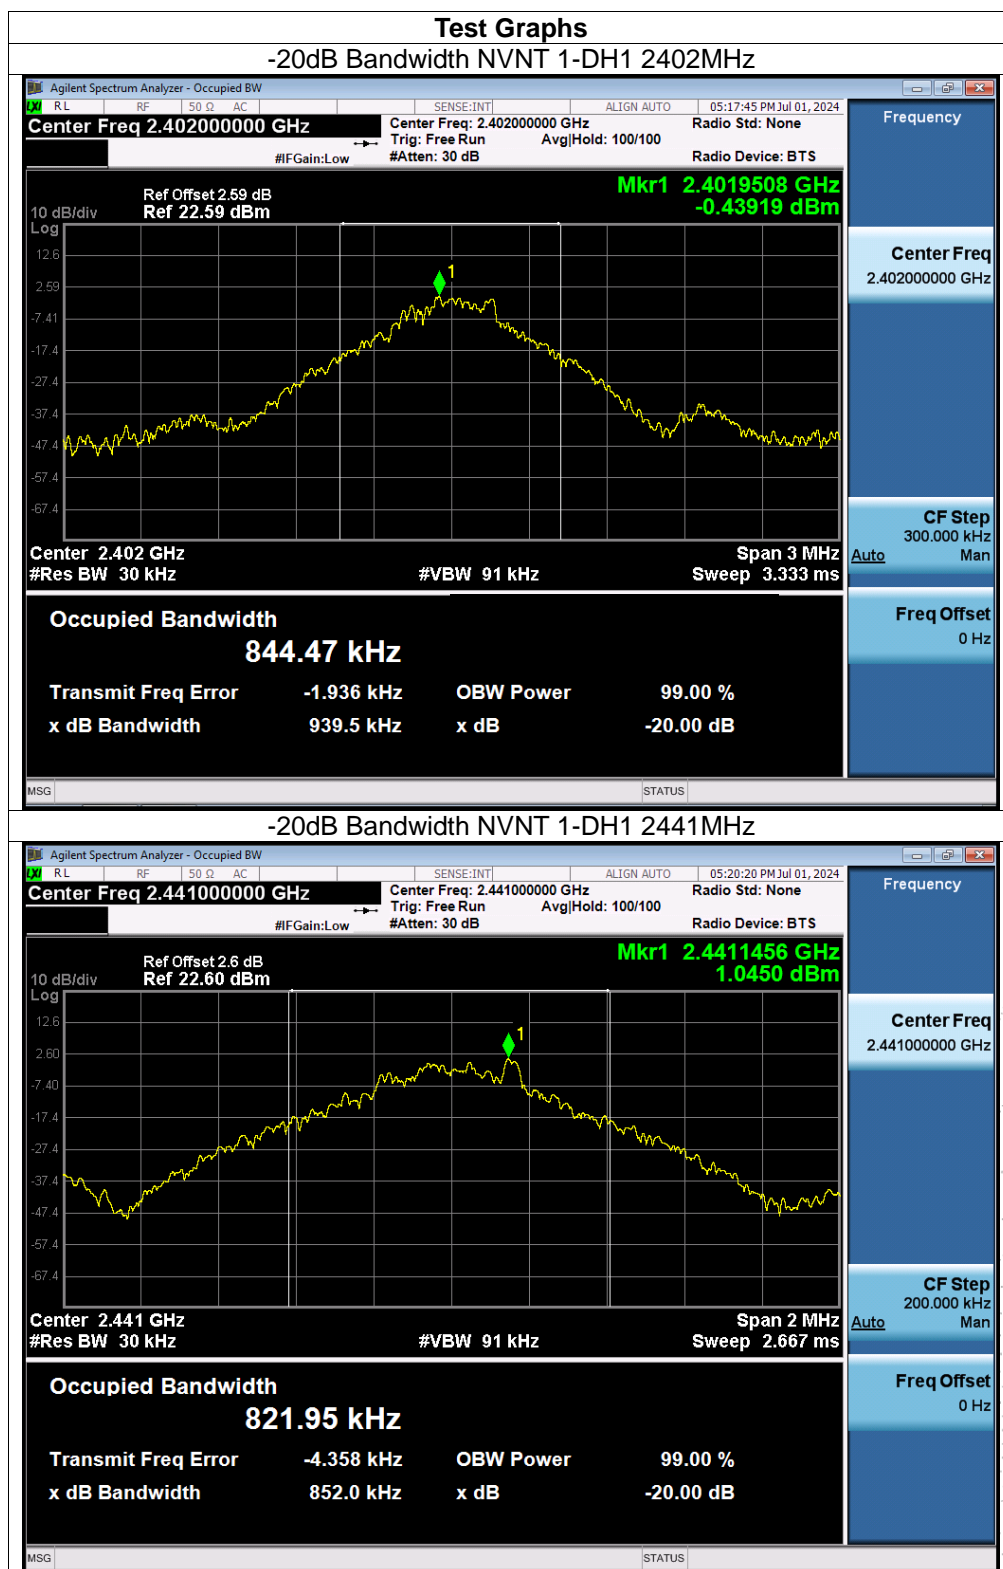 Test Graphs
-20dB Bandwidth NVNT 1-DH1 2402MHz
Agilent Spectrum Analyzer - Occupied BW
LXI RL RF 50 Ω AC SENSE:INT ALIGN AUTO 05:17:45 PM Jul 01, 2024
Center Freq 2.402000000 GHz
Center Freq: 2.402000000 GHz
Radio Std: None
Trig: Free Run Avg|Hold: 100/100
#IFGain:Low #Atten: 30 dB
Radio Device: BTS
Frequency
Mkr1 2.4019508 GHz
-0.43919 dBm
Ref Offset 2.59 dB
10 dB/div Ref 22.59 dBm
Log
12.6
2.59
-7.41
-17.4
-27.4
-37.4
-47.4
-57.4
-67.4
1
Center Freq
2.402000000 GHz
Center 2.402 GHz Span 3 MHz
#Res BW 30 kHz #VBW 91 kHz Sweep 3.333 ms
CF Step
300.000 kHz
Auto Man
Occupied Bandwidth
844.47 kHz
Transmit Freq Error -1.936 kHz OBW Power 99.00 %
x dB Bandwidth 939.5 kHz x dB -20.00 dB
Freq Offset
0 Hz
MSG STATUS
-20dB Bandwidth NVNT 1-DH1 2441MHz
Agilent Spectrum Analyzer - Occupied BW
LXI RL RF 50 Ω AC SENSE:INT ALIGN AUTO 05:20:20 PM Jul 01, 2024
Center Freq 2.441000000 GHz
Center Freq: 2.441000000 GHz
Radio Std: None
Trig: Free Run Avg|Hold: 100/100
#IFGain:Low #Atten: 30 dB
Radio Device: BTS
Frequency
Mkr1 2.4411456 GHz
1.0450 dBm
Ref Offset 2.6 dB
10 dB/div Ref 22.60 dBm
Log
12.6
2.60
-7.40
-17.4
-27.4
-37.4
-47.4
-57.4
-67.4
1
Center Freq
2.441000000 GHz
Center 2.441 GHz Span 2 MHz
#Res BW 30 kHz #VBW 91 kHz Sweep 2.667 ms
CF Step
200.000 kHz
Auto Man
Occupied Bandwidth
821.95 kHz
Transmit Freq Error -4.358 kHz OBW Power 99.00 %
x dB Bandwidth 852.0 kHz x dB -20.00 dB
Freq Offset
0 Hz
MSG STATUS